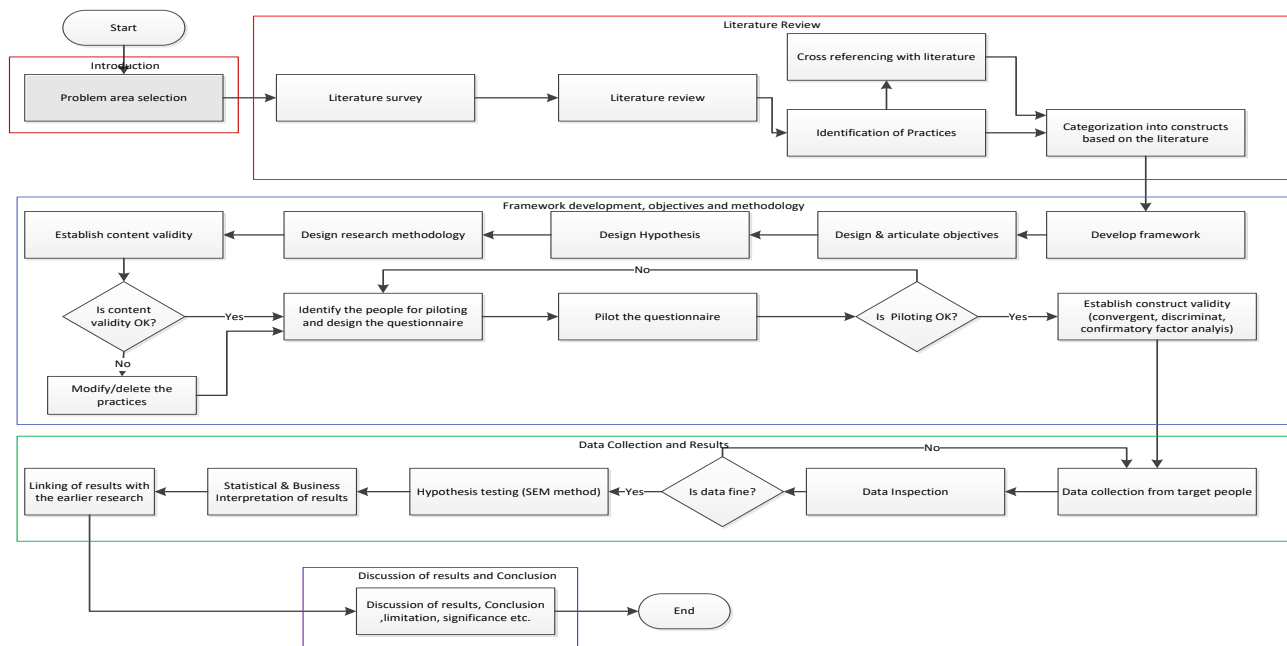 Start
Introduction
Problem area selection
Literature Review
Literature survey
Literature review
Cross referencing with literature
Identification of Practices
Categorization into constructs
based on the literature
Framework development, objectives and methodology
Develop framework
Design & articulate objectives
Design Hypothesis
Design research methodology
Establish content validity
Is content
validity OK?
Yes
No
Modify/delete the
practices
Identify the people for piloting
and design the questionnaire
Pilot the questionnaire
Is Piloting OK?
No
Yes
Establish construct validity
(convergent, discriminat,
confirmatory factor analyis)
Data Collection and Results
Data collection from target people
Data Inspection
Is data fine?
No
Yes
Hypothesis testing (SEM method)
Statistical & Business
Interpretation of results
Linking of results with
the earlier research
Discussion of results and Conclusion
Discussion of results, Conclusion
,limitation, significance etc.
End